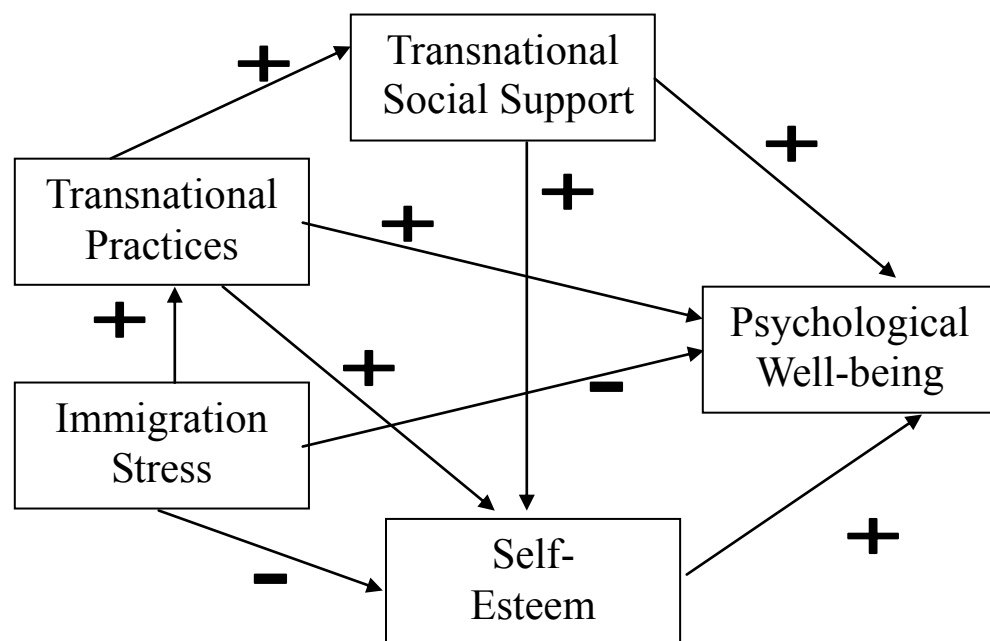 Transnational
Social Support
+
+
+
Transnational
Practices
+
+
Psychological
Well-being
+
-
Immigration
Stress
Self-
Esteem
+
-